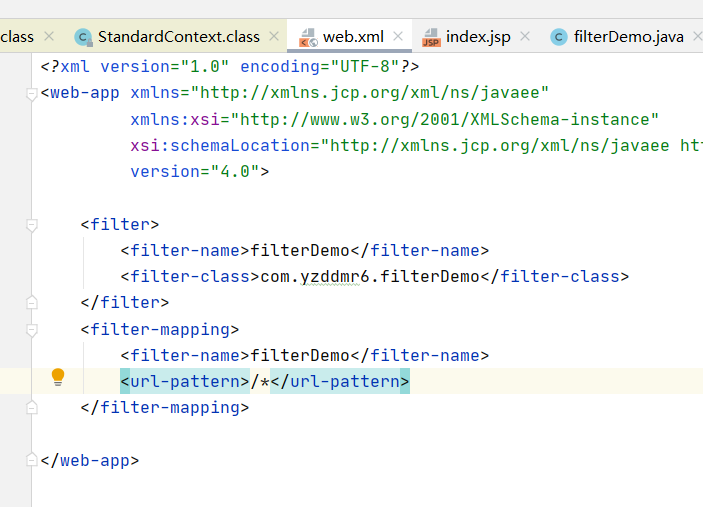 class StandardContext.class web.xml index.jsp filterDemo.java
<?xml version="1.0" encoding="UTF-8"?>
<web-app xmlns="http://xmlns.jcp.org/xml/ns/javaee"
         xmlns:xsi="http://www.w3.org/2001/XMLSchema-instance"
         xsi:schemaLocation="http://xmlns.jcp.org/xml/ns/javaee ht
         version="4.0">
    <filter>
        <filter-name>filterDemo</filter-name>
        <filter-class>com.yzddmr6.filterDemo</filter-class>
    </filter>
    <filter-mapping>
        <filter-name>filterDemo</filter-name>
        <url-pattern>/*</url-pattern>
    </filter-mapping>
</web-app>